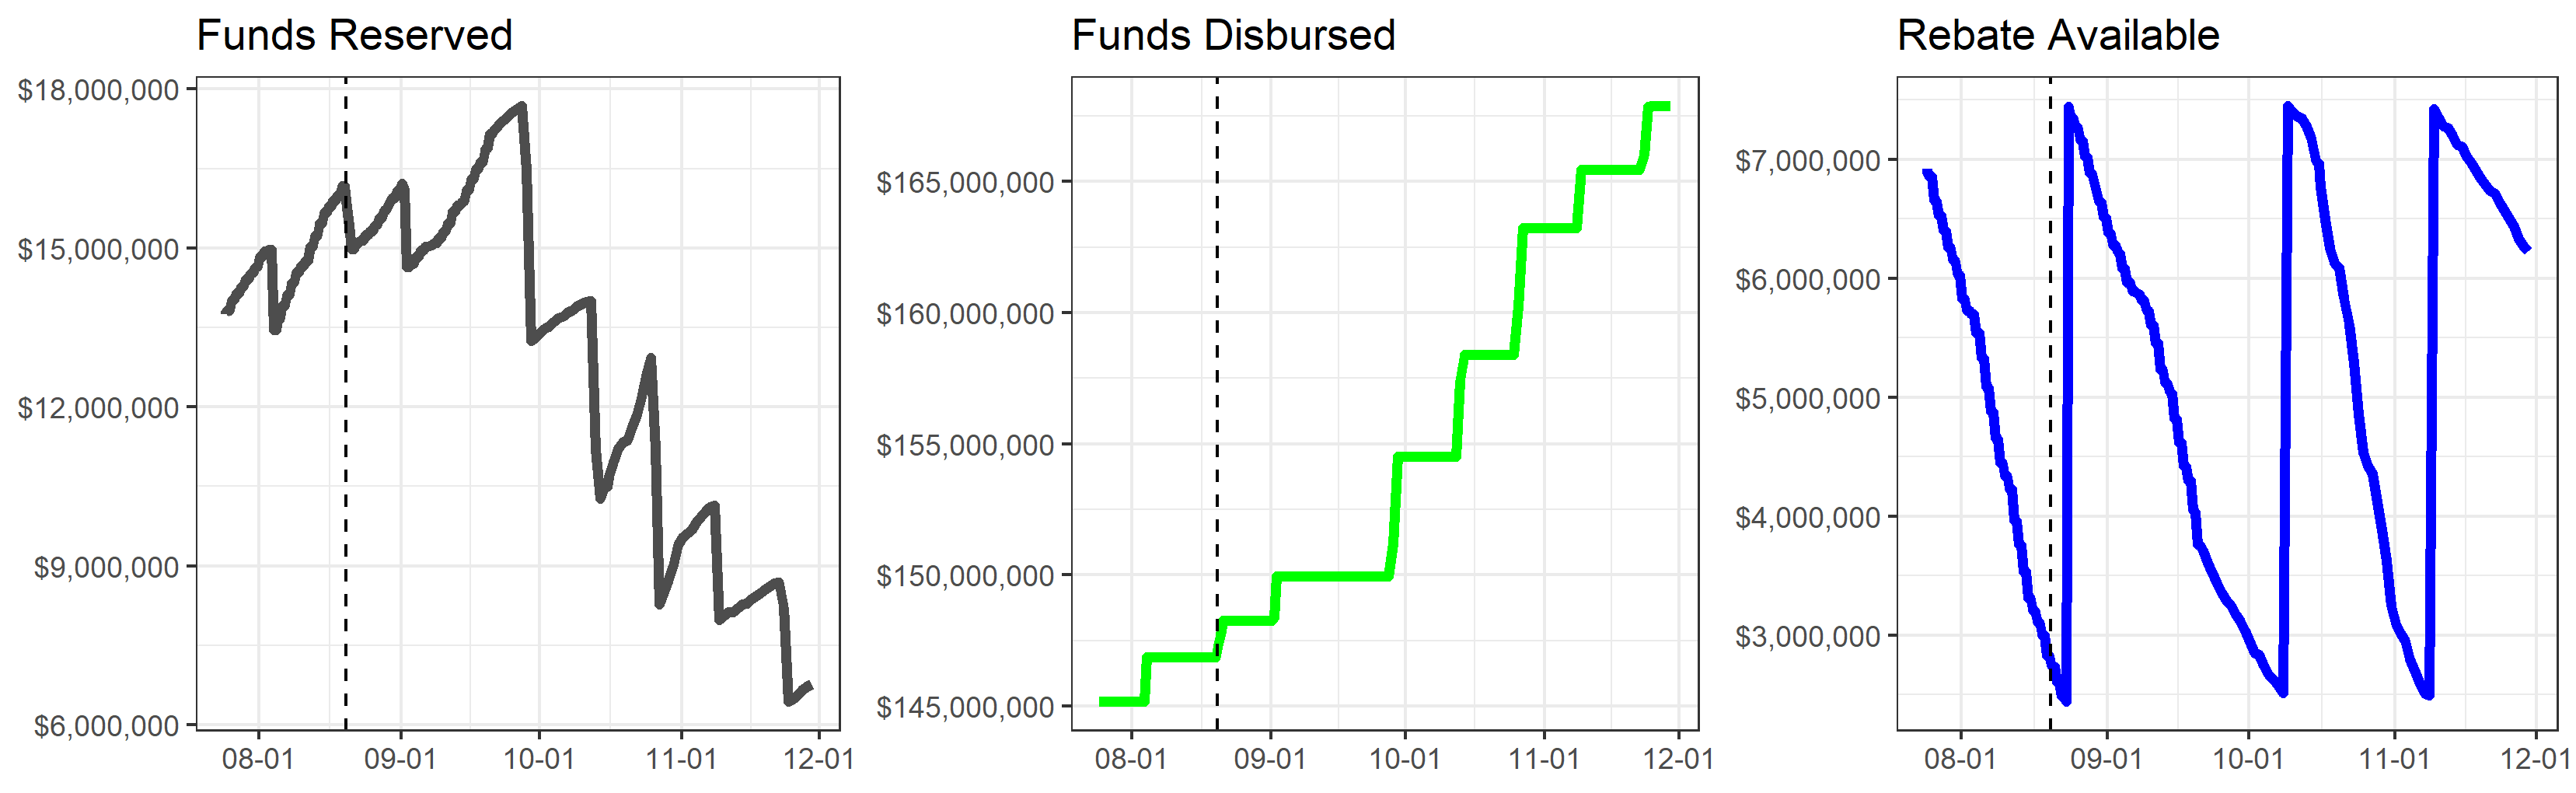 Funds Reserved
$18,000,000
$15,000,000
$12,000,000
$9,000,000
$6,000,000
08-01 09-01 10-01 11-01 12-01
Funds Disbursed
$165,000,000
$160,000,000
$155,000,000
$150,000,000
$145,000,000
08-01 09-01 10-01 11-01 12-01
Rebate Available
$7,000,000
$6,000,000
$5,000,000
$4,000,000
$3,000,000
08-01 09-01 10-01 11-01 12-01